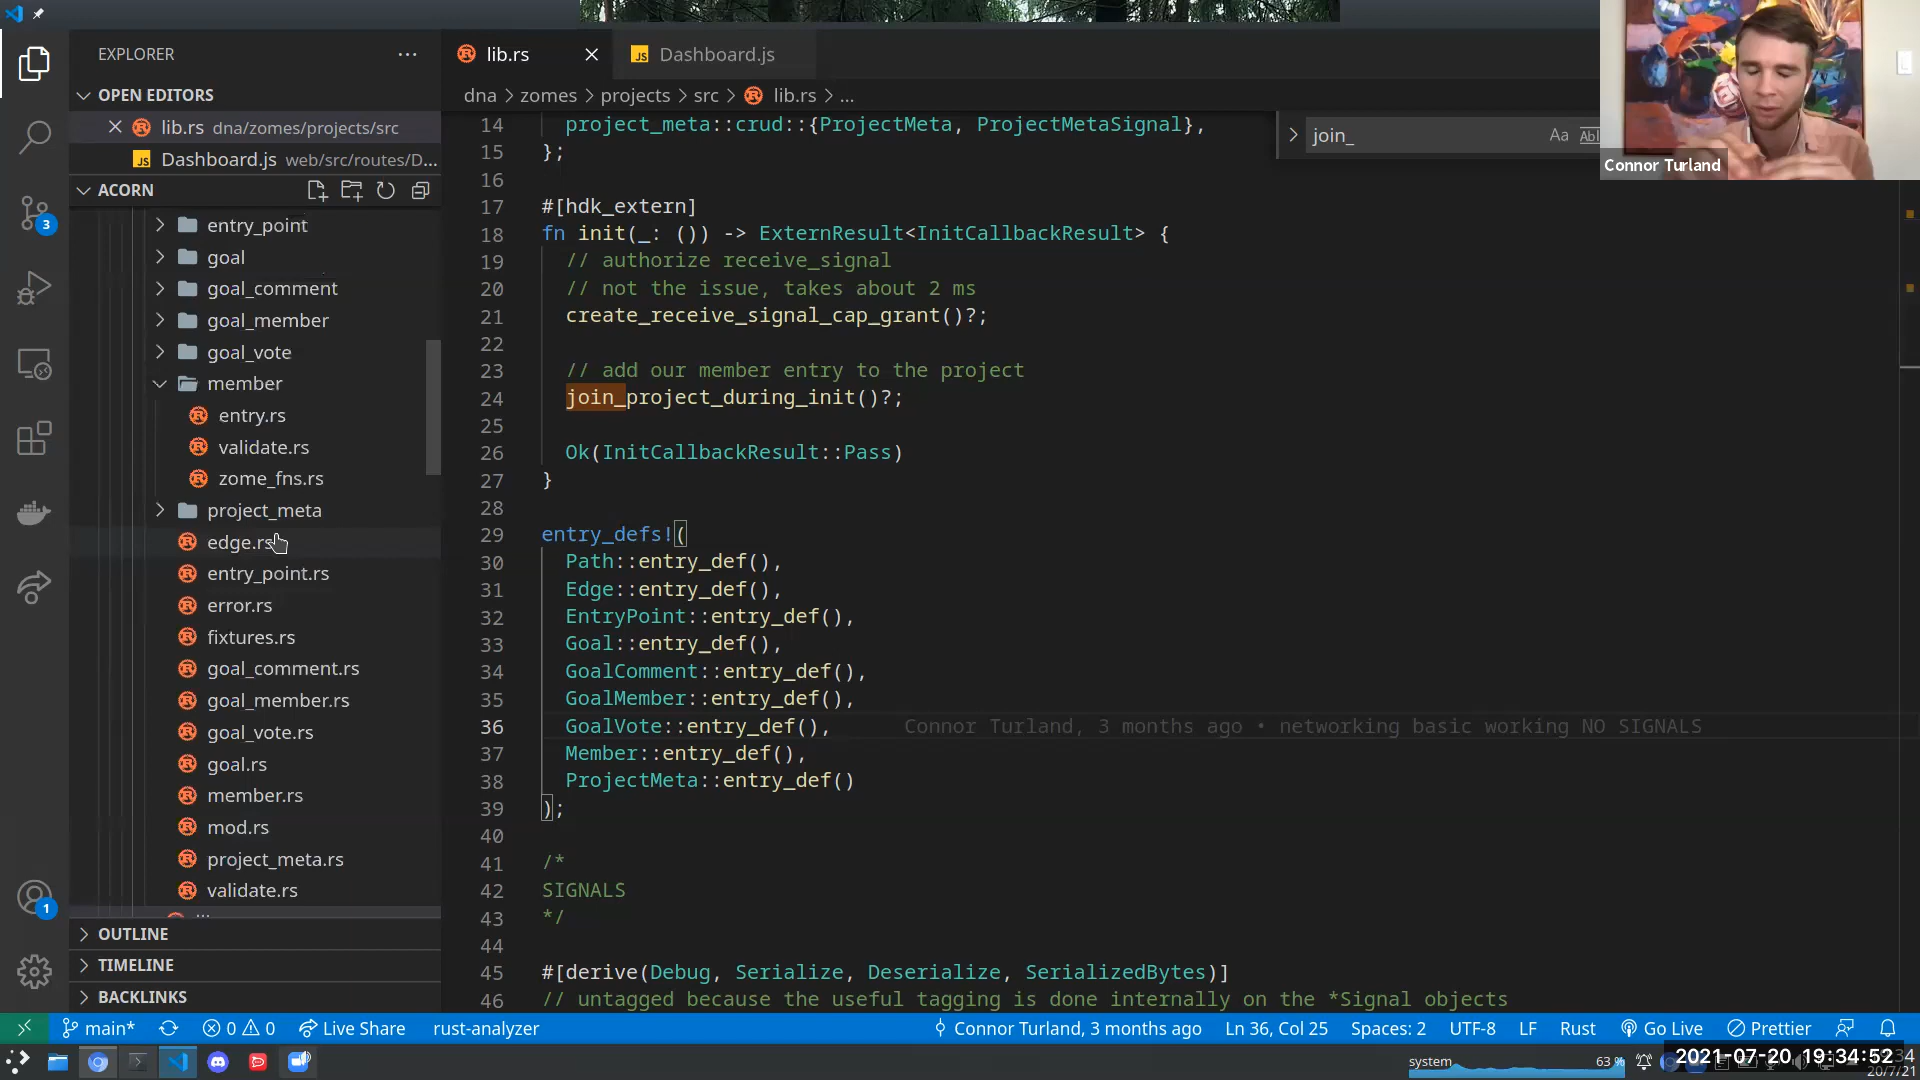 EXPLORER
OPEN EDITORS
lib.rs dna/zomes/projects/src
Dashboard.js web/src/routes/D...
ACORN
entry_point
goal
goal_comment
goal_member
goal_vote
member
entry.rs
validate.rs
zome_fns.rs
project_meta
edge.rs
entry_point.rs
error.rs
fixtures.rs
goal_comment.rs
goal_member.rs
goal_vote.rs
goal.rs
member.rs
mod.rs
project_meta.rs
validate.rs
OUTLINE
TIMELINE
BACKLINKS
3
1
lib.rs
JS Dashboard.js
dna > zomes > projects > src > lib.rs > ...
join_
Aa Abl
Connor Turland
14 project_meta::crud::{ProjectMeta, ProjectMetaSignal},
15 };
16
17 #[hdk_extern]
18 fn init(_: ()) -> ExternResult<InitCallbackResult> {
19 // authorize receive_signal
20 // not the issue, takes about 2 ms
21 create_receive_signal_cap_grant()?;
22
23 // add our member entry to the project
24 join_project_during_init()?;
25
26 Ok(InitCallbackResult::Pass)
27 }
28
29 entry_defs!(
30 Path::entry_def(),
31 Edge::entry_def(),
32 EntryPoint::entry_def(),
33 Goal::entry_def(),
34 GoalComment::entry_def(),
35 GoalMember::entry_def(),
36 GoalVote::entry_def(), Connor Turland, 3 months ago • networking basic working NO SIGNALS
37 Member::entry_def(),
38 ProjectMeta::entry_def()
39 );
40
41 /*
42 SIGNALS
43 */
44
45 #[derive(Debug, Serialize, Deserialize, SerializedBytes)]
46 // untagged because the useful tagging is done internally on the *Signal objects
main* 0 0 Live Share rust-analyzer Connor Turland, 3 months ago Ln 36, Col 25 Spaces: 2 UTF-8 LF Rust Go Live Prettier
system 63 % 2021-07-20 19:34:52
20/7/21